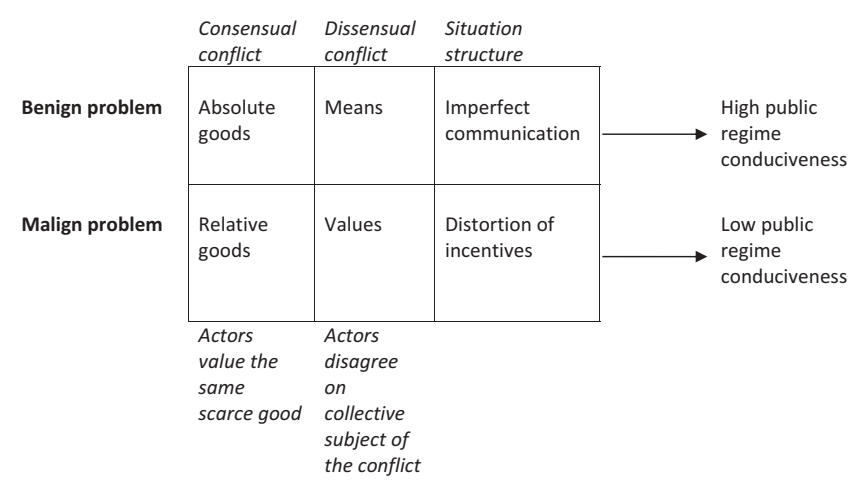 Consensual conflict
Dissensual conflict
Situation structure
Benign problem
Absolute goods
Means
Imperfect communication
High public regime conduciveness
Malign problem
Relative goods
Values
Distortion of incentives
Low public regime conduciveness
Actors value the same scarce good
Actors disagree on collective subject of the conflict